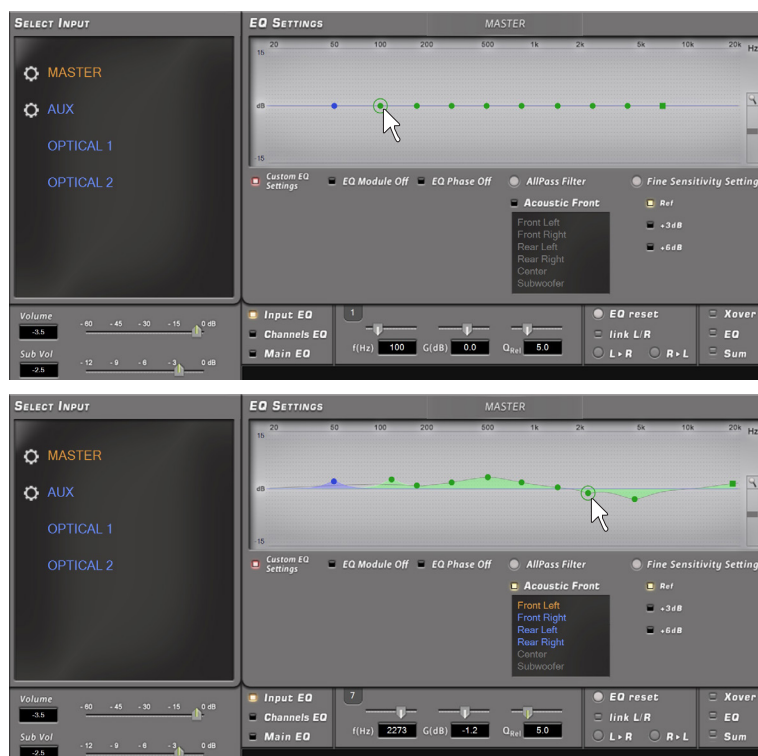 SELECT INPUT
EQ SETTINGS
MASTER
20 50 100 200 500 1k 2k 5k 10k 20k Hz
15
dB
-15
MASTER
AUX
OPTICAL 1
OPTICAL 2
Custom EQ
Settings
EQ Module Off
EQ Phase Off
AllPass Filter
Fine Sensitivity Setting
Acoustic Front
Ref
+3dB
+6dB
Front Left
Front Right
Rear Left
Rear Right
Center
Subwoofer
Volume
-3.5
-60 -45 -30 -15 0 dB
Sub Vol
-2.5
-12 -9 -6 -3 0 dB
Input EQ
Channels EQ
Main EQ
1
f(Hz) 100 G(dB) 0.0 QRel 5.0
EQ reset
link L/R
L▸R R▸L
Xover
EQ
Sum
SELECT INPUT
EQ SETTINGS
MASTER
20 50 100 200 500 1k 2k 5k 10k 20k Hz
15
dB
-15
MASTER
AUX
OPTICAL 1
OPTICAL 2
Custom EQ
Settings
EQ Module Off
EQ Phase Off
AllPass Filter
Fine Sensitivity Setting
Acoustic Front
Ref
+3dB
+6dB
Front Left
Front Right
Rear Left
Rear Right
Center
Subwoofer
Volume
-3.5
-60 -45 -30 -15 0 dB
Sub Vol
-2.5
-12 -9 -6 -3 0 dB
Input EQ
Channels EQ
Main EQ
7
f(Hz) 2273 G(dB) -1.2 QRel 5.0
EQ reset
link L/R
L▸R R▸L
Xover
EQ
Sum